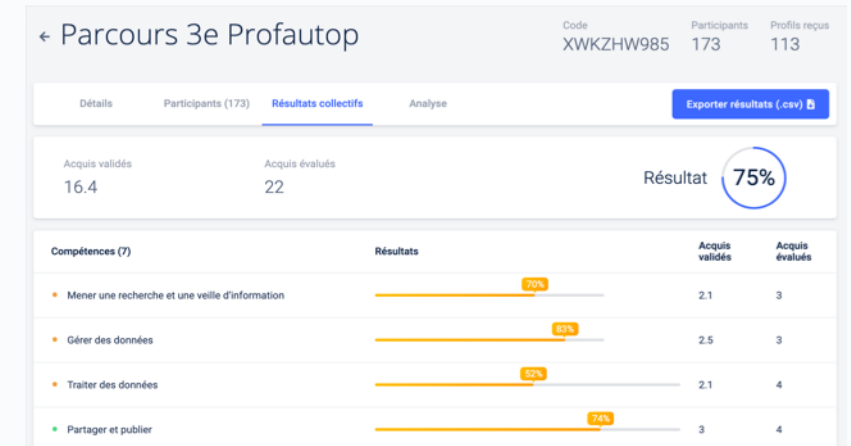 ← Parcours 3e Profautop
Code Participants Profils reçus
XWKZHW985 173 113
Détails Participants (173) Résultats collectifs Analyse Exporter résultats (.csv)
Acquis validés Acquis évalués
16.4 22
Résultat 75%
Compétences (7) Résultats Acquis validés Acquis évalués
Mener une recherche et une veille d'information 70% 2.1 3
Gérer des données 83% 2.5 3
Traiter des données 52% 2.1 4
Partager et publier 74% 3 4